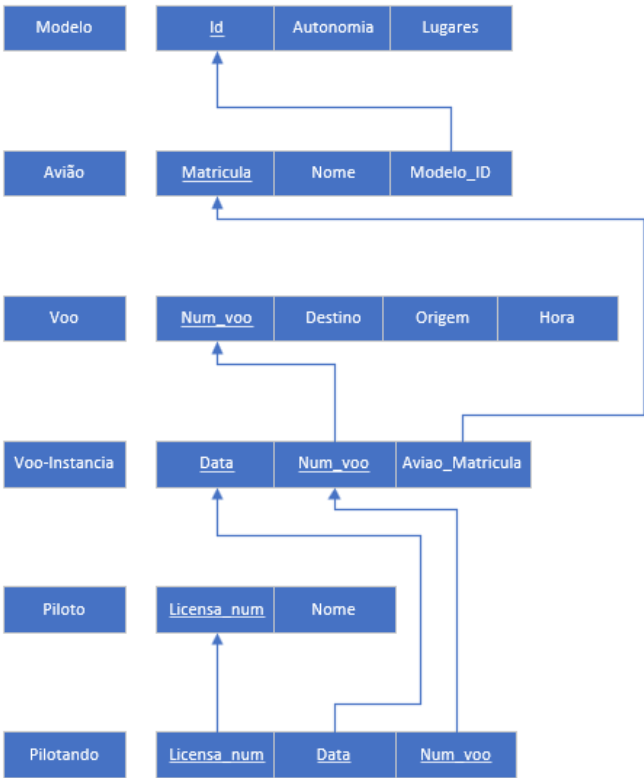 Modelo Id Autonomia Lugares
Avião Matricula Nome Modelo_ID
Voo Num_voo Destino Origem Hora
Voo-Instancia Data Num_voo Aviao_Matricula
Piloto Licensa_num Nome
Pilotando Licensa_num Data Num_voo